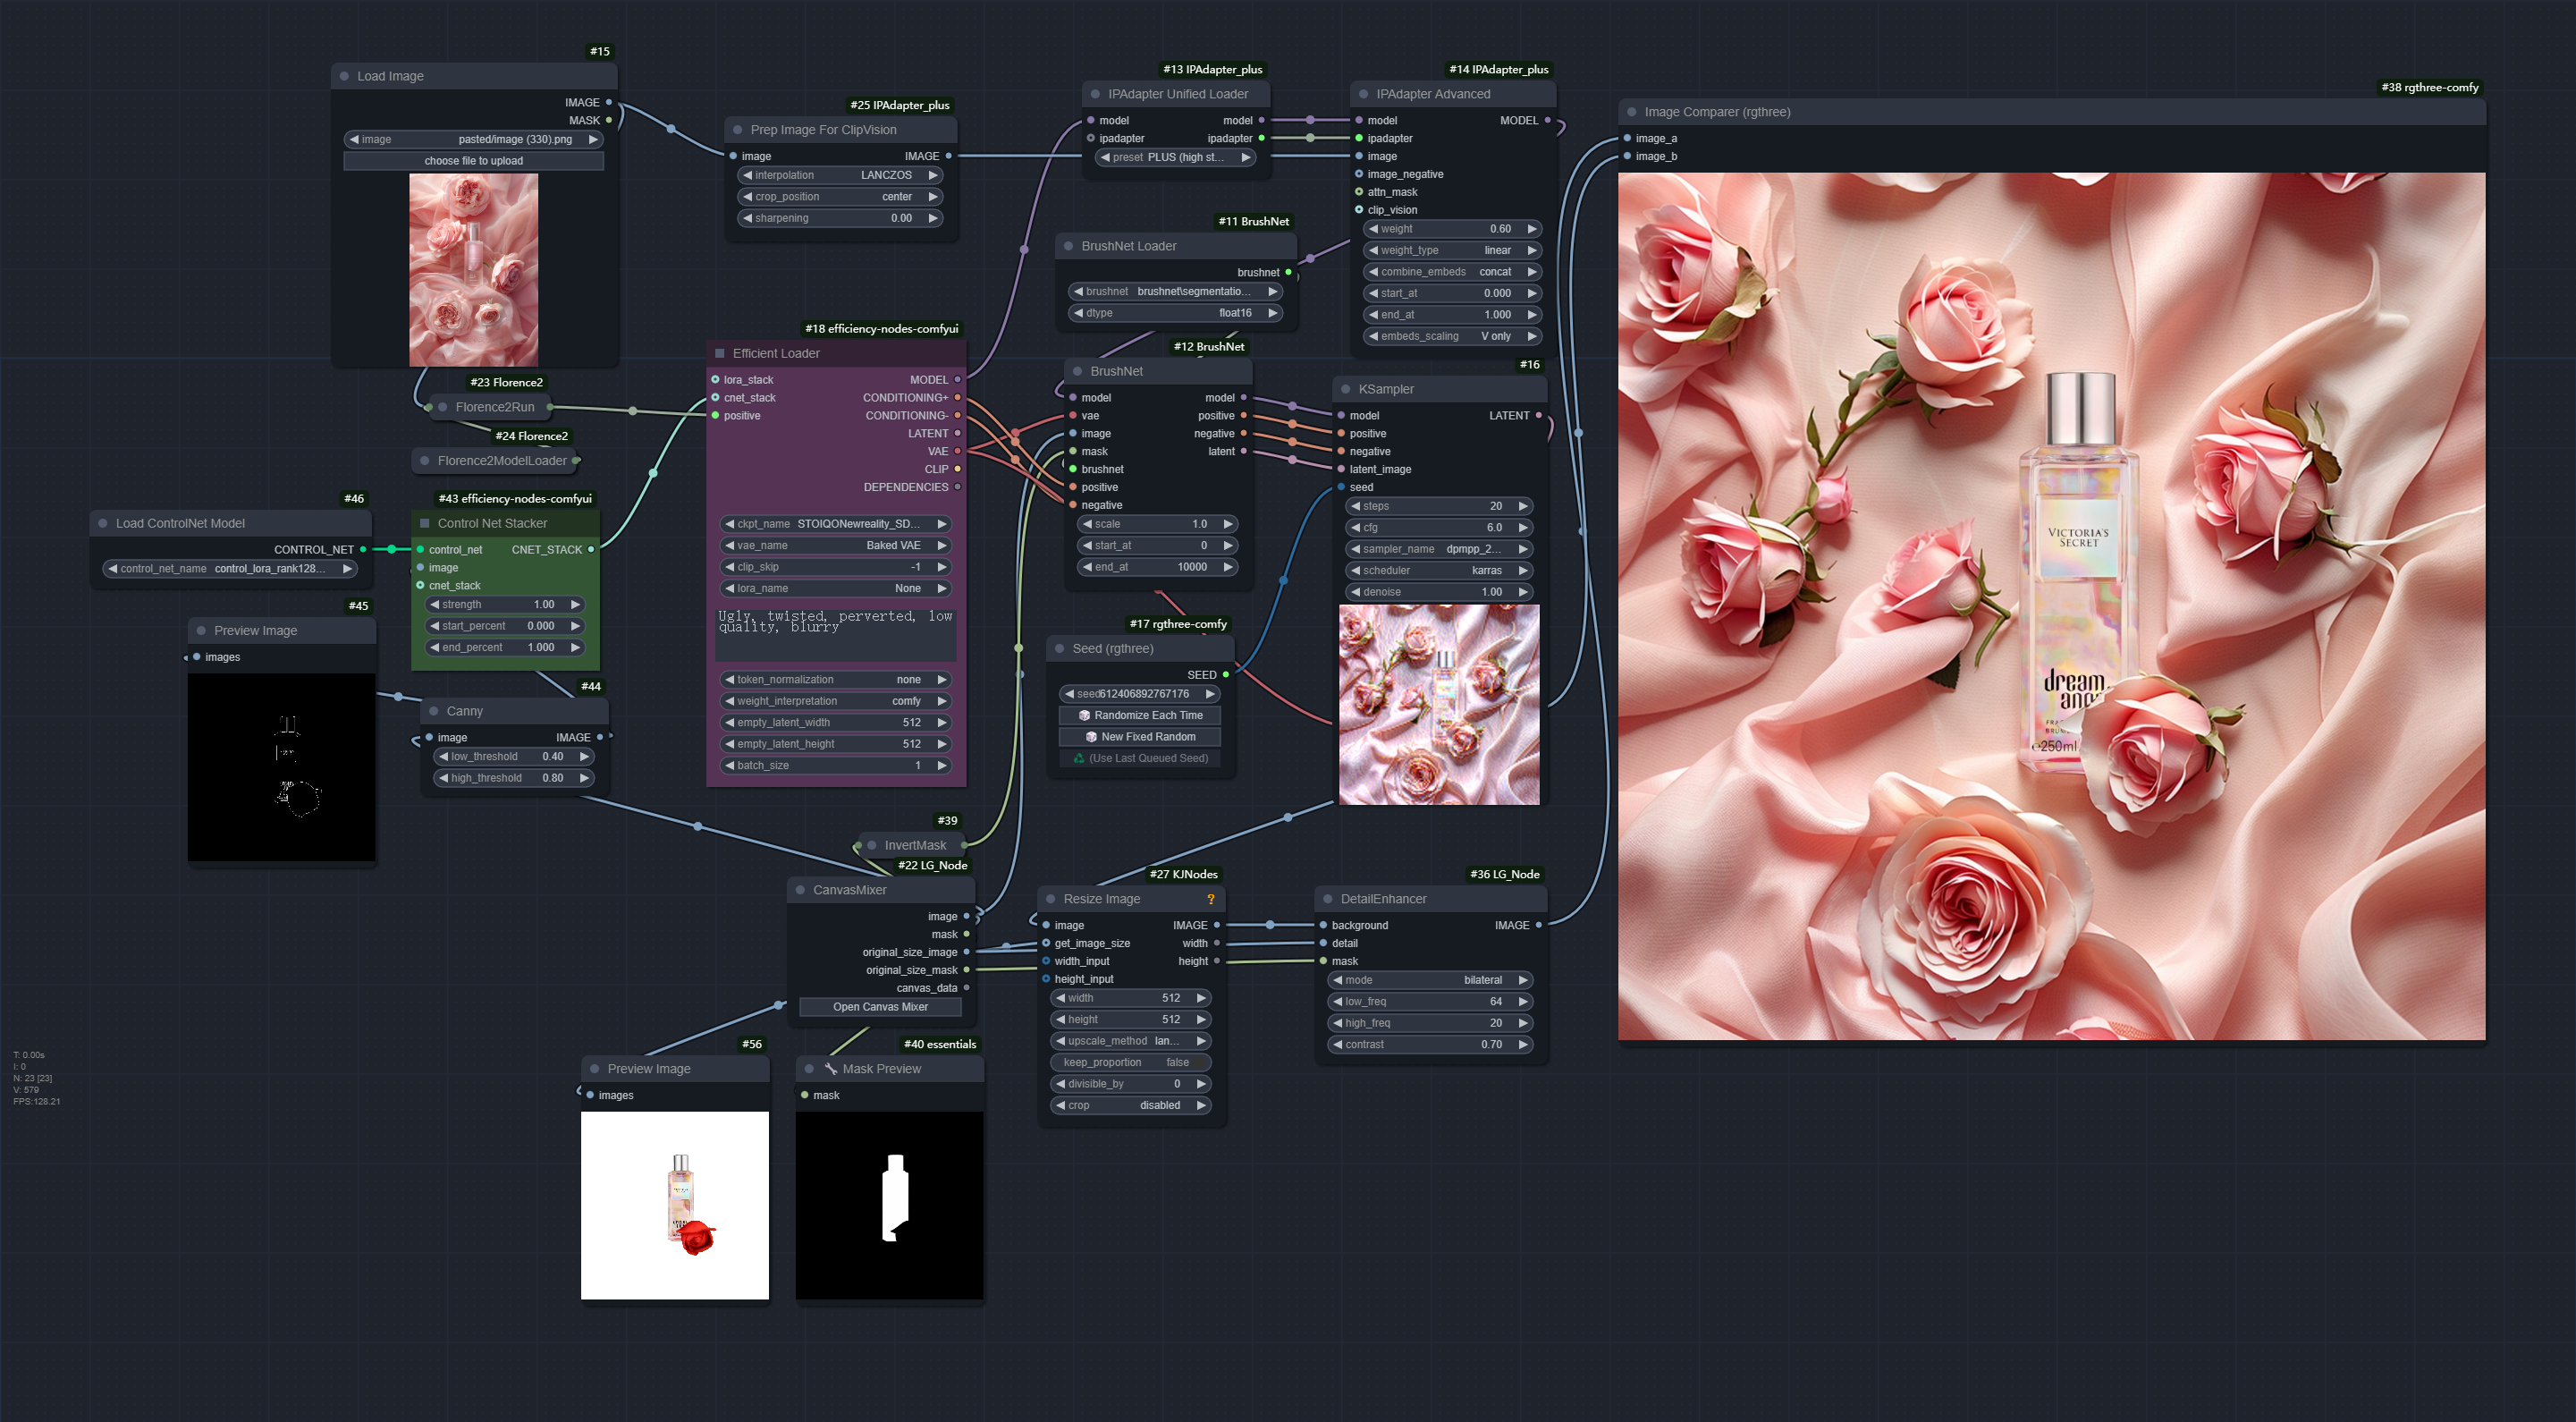 #15
Load Image
IMAGE
MASK
image pasted/image (330).png
choose file to upload
#25 IPAdapter_plus
Prep Image For ClipVision
image IMAGE
interpolation LANCZOS
crop_position center
sharpening 0.00
#13 IPAdapter_plus
IPAdapter Unified Loader
model model
ipadapter ipadapter
preset PLUS (high st...
#14 IPAdapter_plus
IPAdapter Advanced
model MODEL
ipadapter
image
image_negative
attn_mask
clip_vision
weight 0.60
weight_type linear
combine_embeds concat
start_at 0.000
end_at 1.000
embeds_scaling V only
#38 rgthree-comfy
Image Comparer (rgthree)
image_a
image_b
VICTORIA'S
SECRET
dream
250ml
#11 BrushNet
BrushNet Loader
brushnet
brushnet brushnet\segmentatio...
dtype float16
#23 Florence2
Florence2Run
#24 Florence2
Florence2ModelLoader
#18 efficiency-nodes-comfyui
Efficient Loader
lora_stack MODEL
cnet_stack CONDITIONING+
positive CONDITIONING-
LATENT
VAE
CLIP
DEPENDENCIES
ckpt_name STOIQONewreality_SD...
vae_name Baked VAE
clip_skip -1
lora_name None
Ugly, twisted, perverted, low
quality, blurry
token_normalization none
weight_interpretation comfy
empty_latent_width 512
empty_latent_height 512
batch_size 1
#12 BrushNet
BrushNet
model model
vae positive
image negative
mask latent
brushnet
positive
negative
scale 1.0
start_at 0
end_at 10000
#16
KSampler
model LATENT
positive
negative
latent_image
seed
steps 20
cfg 6.0
sampler_name dpmpp_2...
scheduler karras
denoise 1.00
#46
Load ControlNet Model
CONTROL_NET
control_net_name control_lora_rank128...
#43 efficiency-nodes-comfyui
Control Net Stacker
control_net CNET_STACK
image
cnet_stack
strength 1.00
start_percent 0.000
end_percent 1.000
#45
Preview Image
images
#44
Canny
image IMAGE
low_threshold 0.40
high_threshold 0.80
#17 rgthree-comfy
Seed (rgthree)
SEED
seed612406892767176
Randomize Each Time
New Fixed Random
(Use Last Queued Seed)
#39
InvertMask
#22 LG_Node
CanvasMixer
image
mask
original_size_image
original_size_mask
canvas_data
Open Canvas Mixer
#27 KJNodes
Resize Image ?
image IMAGE
get_image_size width
width_input height
height_input
width 512
height 512
upscale_method lan...
keep_proportion false
divisible_by 0
crop disabled
#36 LG_Node
DetailEnhancer
background IMAGE
detail
mask
mode bilateral
low_freq 64
high_freq 20
contrast 0.70
#56
Preview Image
images
#40 essentials
Mask Preview
mask
T: 0.00s
I: 0
N: 23 [23]
V: 579
FPS:128.21